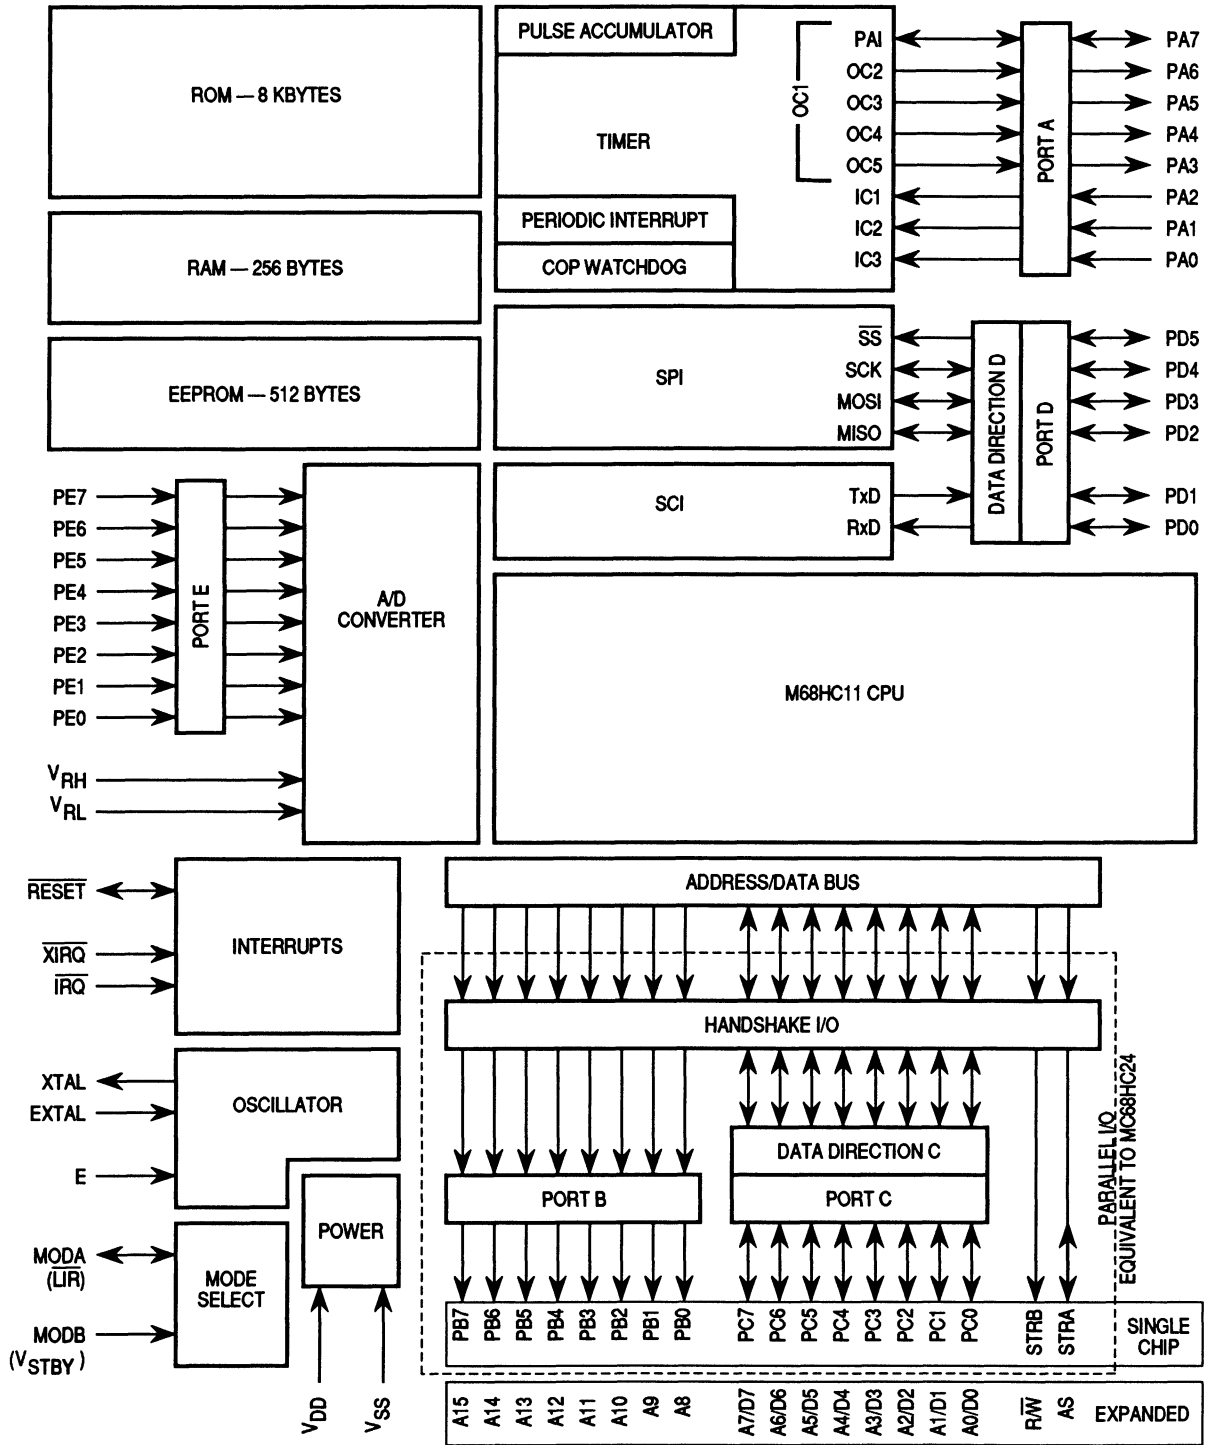 ROM — 8 KBYTES
RAM — 256 BYTES
EEPROM — 512 BYTES
PULSE ACCUMULATOR
TIMER
PERIODIC INTERRUPT
COP WATCHDOG
OC1
PAI
OC2
OC3
OC4
OC5
IC1
IC2
IC3
PORT A
PA7
PA6
PA5
PA4
PA3
PA2
PA1
PA0
SPI
SS
SCK
MOSI
MISO
SCI
TxD
RxD
DATA DIRECTION D
PORT D
PD5
PD4
PD3
PD2
PD1
PD0
PE7
PE6
PE5
PE4
PE3
PE2
PE1
PE0
PORT E
VRH
VRL
A/D
CONVERTER
M68HC11 CPU
RESET
XIRQ
IRQ
INTERRUPTS
XTAL
EXTAL
E
OSCILLATOR
POWER
MODA
(LIR)
MODB
(VSTBY)
MODE
SELECT
VDD
VSS
ADDRESS/DATA BUS
HANDSHAKE I/O
DATA DIRECTION C
PORT B
PORT C
PARALLEL I/O
EQUIVALENT TO MC68HC24
PB7
PB6
PB5
PB4
PB3
PB2
PB1
PB0
PC7
PC6
PC5
PC4
PC3
PC2
PC1
PC0
STRB
STRA
SINGLE
CHIP
A15
A14
A13
A12
A11
A10
A9
A8
A7/D7
A6/D6
A5/D5
A4/D4
A3/D3
A2/D2
A1/D1
A0/D0
R/W
AS
EXPANDED